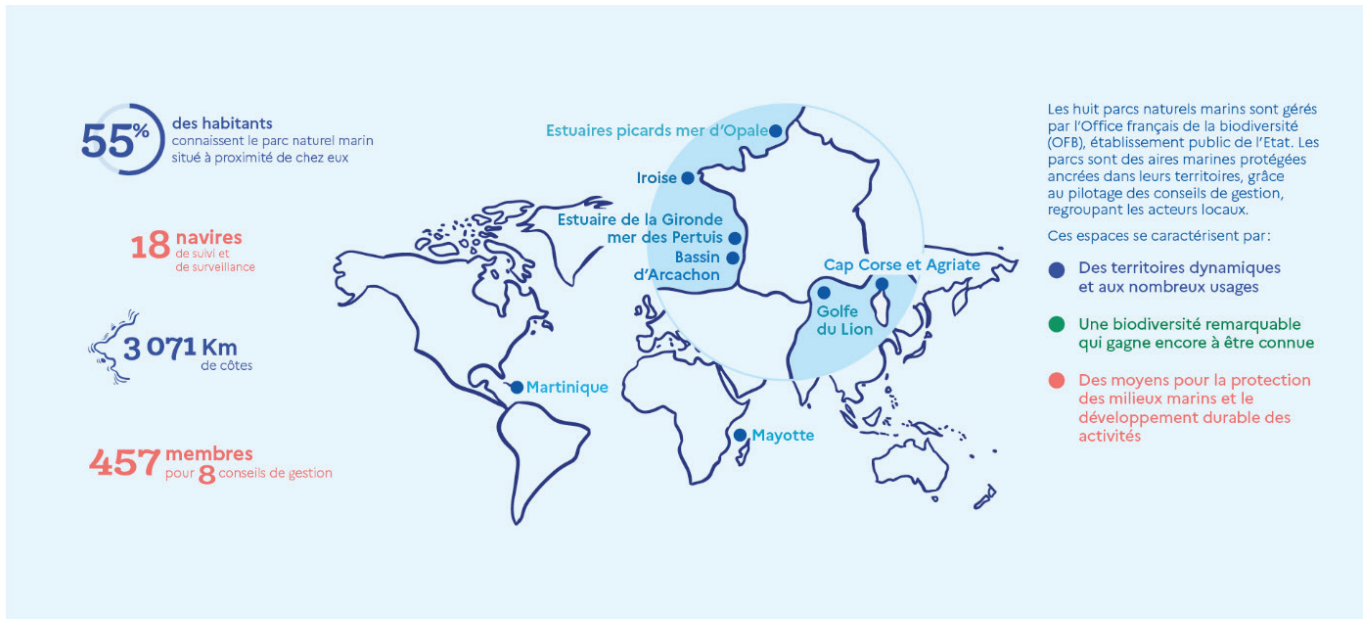 55%
des habitants
connaissent le parc naturel marin
situé à proximité de chez eux
18 navires
de suivi et
de surveillance
3 071 Km
de côtes
457 membres
pour 8 conseils de gestion
Estuaires picards mer d’Opale
Iroise
Estuaire de la Gironde
mer des Pertuis
Bassin
d’Arcachon
Cap Corse et Agriate
Golfe
du Lion
Martinique
Mayotte
Les huit parcs naturels marins sont gérés
par l’Office français de la biodiversité
(OFB), établissement public de l’Etat. Les
parcs sont des aires marines protégées
ancrées dans leurs territoires, grâce
au pilotage des conseils de gestion,
regroupant les acteurs locaux.
Ces espaces se caractérisent par :
Des territoires dynamiques
et aux nombreux usages
Une biodiversité remarquable
qui gagne encore à être connue
Des moyens pour la protection
des milieux marins et le
développement durable des
activités